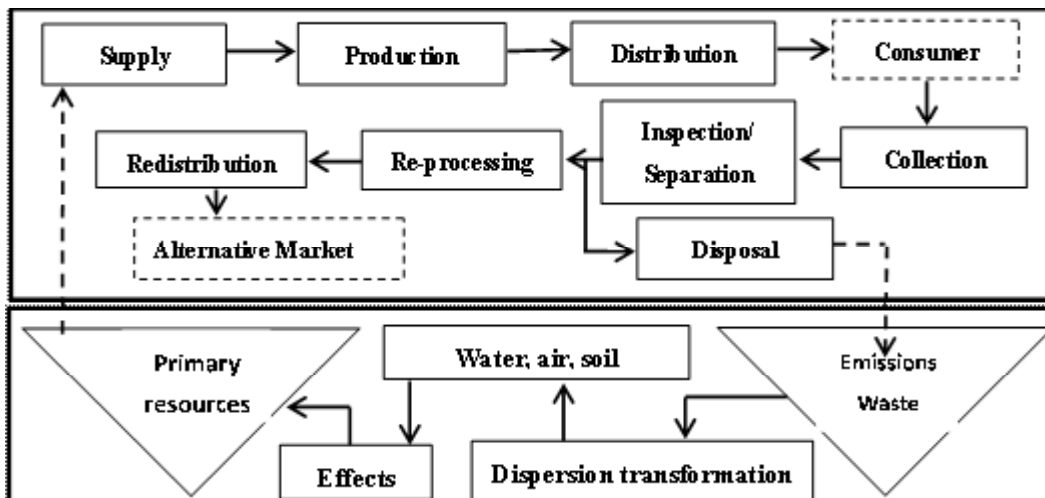 Supply
Production
Distribution
Consumer
Redistribution
Re-processing
Inspection/
Separation
Collection
Alternative Market
Disposal
Primary
resources
Water, air, soil
Emissions
Waste
Effects
Dispersion transformation